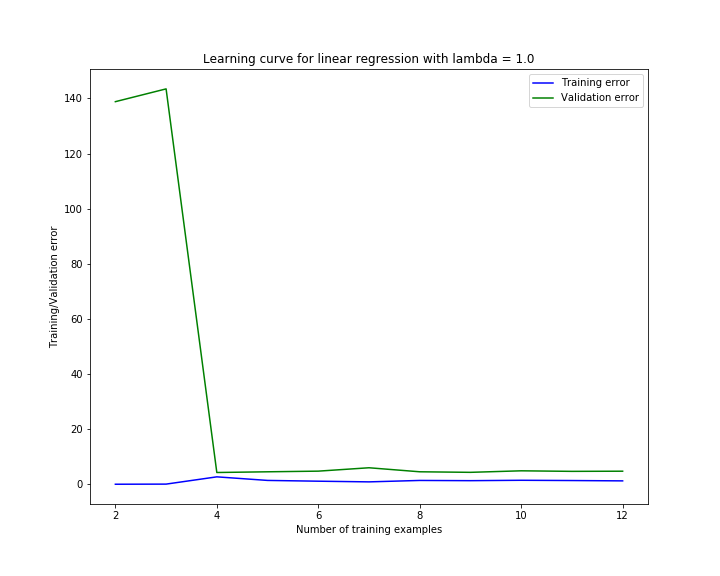 Learning curve for linear regression with lambda = 1.0
Training error
Validation error
140
120
100
80
60
40
20
0
Training/Validation error
2
4
6
8
10
12
Number of training examples